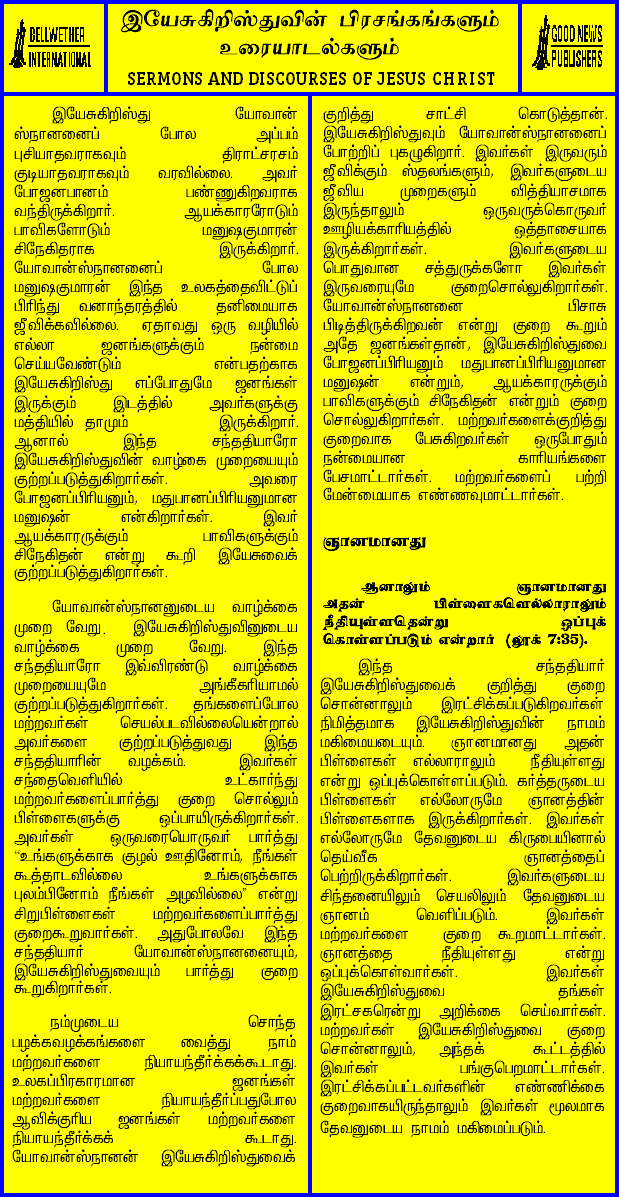 BELLWETHER
INTERNATIONAL
இயேசுகிறிஸ்துவின் பிரசங்கங்களும்
உரையாடல்களும்
SERMONS AND DISCOURSES OF JESUS CHRIST
GOOD NEWS
PUBLISHERS
இயேசுகிறிஸ்து யோவான்
ஸ்நானனைப் போல அப்பம்
புசியாதவராகவும் திராட்சரசம்
குடியாதவராகவும் வரவில்லை. அவர்
போஜனபானம் பண்ணுகிறவராக
வந்திருக்கிறார். ஆயக்காரரோடும்
பாவிகளோடும் மனுஷகுமாரன்
சிநேகிதராக இருக்கிறார்.
யோவான்ஸ்நானனைப் போல
மனுஷகுமாரன் இந்த உலகத்தைவிட்டுப்
பிரிந்து வனாந்தரத்தில் தனிமையாக
ஜீவிக்கவில்லை. ஏதாவது ஒரு வழியில்
எல்லா ஜனங்களுக்கும் நன்மை
செய்யவேண்டும் என்பதற்காக
இயேசுகிறிஸ்து எப்போதுமே ஜனங்கள்
இருக்கும் இடத்தில் அவர்களுக்கு
மத்தியில் தாமும் இருக்கிறார்.
ஆனால் இந்த சந்ததியாரோ
இயேசுகிறிஸ்துவின் வாழ்கை முறையையும்
குற்றப்படுத்துகிறார்கள். அவரை
போஜனப்பிரியனும், மதுபானப்பிரியனுமான
மனுஷன் என்கிறார்கள். இவர்
ஆயக்காரருக்கும் பாவிகளுக்கும்
சிநேகிதன் என்று கூறி இயேசுவைக்
குற்றப்படுத்துகிறார்கள்.
யோவான்ஸ்நானனுடைய வாழ்க்கை
முறை வேறு. இயேசுகிறிஸ்துவினுடைய
வாழ்க்கை முறை வேறு. இந்த
சந்ததியாரோ இவ்விரண்டு வாழ்க்கை
முறையையுமே அங்கீகரியாமல்
குற்றப்படுத்துகிறார்கள். தங்களைப்போல
மற்றவர்கள் செயல்படவில்லையென்றால்
அவர்களை குற்றப்படுத்துவது இந்த
சந்ததியாரின் வழக்கம். இவர்கள்
சந்தைவெளியில் உட்கார்ந்து
மற்றவர்களைப்பார்த்து குறை சொல்லும்
பிள்ளைகளுக்கு ஒப்பாயிருக்கிறார்கள்.
அவர்கள் ஒருவரையொருவர் பார்த்து
“உங்களுக்காக குழல் ஊதினோம், நீங்கள்
கூத்தாடவில்லை உங்களுக்காக
புலம்பினோம் நீங்கள் அழவில்லை” என்று
சிறுபிள்ளைகள் மற்றவர்களைப்பார்த்து
குறைகூறுவார்கள். அதுபோலவே இந்த
சந்ததியார் யோவான்ஸ்நானனையும்,
இயேசுகிறிஸ்துவையும் பார்த்து குறை
கூறுகிறார்கள்.
நம்முடைய சொந்த
பழக்கவழக்கங்களை வைத்து நாம்
மற்றவர்களை நியாயந்தீர்க்கக்கூடாது.
உலகப்பிரகாரமான ஜனங்கள்
மற்றவர்களை நியாயந்தீர்ப்பதுபோல
ஆவிக்குரிய ஜனங்கள் மற்றவர்களை
நியாயந்தீர்க்கக் கூடாது.
யோவான்ஸ்நானன் இயேசுகிறிஸ்துவைக்
குறித்து சாட்சி கொடுத்தான்.
இயேசுகிறிஸ்துவும் யோவான்ஸ்நானனைப்
போற்றிப் புகழுகிறார். இவர்கள் இருவரும்
ஜீவிக்கும் ஸ்தலங்களும், இவர்களுடைய
ஜீவிய முறைகளும் வித்தியாசமாக
இருந்தாலும் ஒருவருக்கொருவர்
ஊழியக்காரியத்தில் ஒத்தாசையாக
இருக்கிறார்கள். இவர்களுடைய
பொதுவான சத்துருக்களோ இவர்கள்
இருவரையுமே குறைசொல்லுகிறார்கள்.
யோவான்ஸ்நானனை பிசாசு
பிடித்திருக்கிறவன் என்று குறை கூறும்
அதே ஜனங்கள்தான், இயேசுகிறிஸ்துவை
போஜனப்பிரியனும் மதுபானப்பிரியனுமான
மனுஷன் என்றும், ஆயக்காரருக்கும்
பாவிகளுக்கும் சிநேகிதன் என்றும் குறை
சொல்லுகிறார்கள். மற்றவர்களைக்குறித்து
குறைவாக பேசுகிறவர்கள் ஒருபோதும்
நன்மையான காரியங்களை
பேசமாட்டார்கள். மற்றவர்களைப் பற்றி
மேன்மையாக எண்ணவுமாட்டார்கள்.
ஞானமானது
ஆனாலும் ஞானமானது
அதன் பிள்ளைகளெல்லாராலும்
நீதியுள்ளதென்று ஒப்புக்
கொள்ளப்படும் என்றார் (லூக் 7:35).
இந்த சந்ததியார்
இயேசுகிறிஸ்துவைக் குறித்து குறை
சொன்னாலும் இரட்சிக்கப்படுகிறவர்கள்
நிமித்தமாக இயேசுகிறிஸ்துவின் நாமம்
மகிமையடையும். ஞானமானது அதன்
பிள்ளைகள் எல்லாராலும் நீதியுள்ளது
என்று ஒப்புக்கொள்ளப்படும். கர்த்தருடைய
பிள்ளைகள் எல்லோருமே ஞானத்தின்
பிள்ளைகளாக இருக்கிறார்கள். இவர்கள்
எல்லோருமே தேவனுடைய கிருபையினால்
தெய்வீக ஞானத்தைப்
பெற்றிருக்கிறார்கள். இவர்களுடைய
சிந்தனையிலும் செயலிலும் தேவனுடைய
ஞானம் வெளிப்படும். இவர்கள்
மற்றவர்களை குறை கூறமாட்டார்கள்.
ஞானத்தை நீதியுள்ளது என்று
ஒப்புக்கொள்வார்கள். இவர்கள்
இயேசுகிறிஸ்துவை தங்கள்
இரட்சகரென்று அறிக்கை செய்வார்கள்.
மற்றவர்கள் இயேசுகிறிஸ்துவை குறை
சொன்னாலும், அந்தக் கூட்டத்தில்
இவர்கள் பங்குபெறமாட்டார்கள்.
இரட்சிக்கப்பட்டவர்களின் எண்ணிக்கை
குறைவாகயிருந்தாலும் இவர்கள் மூலமாக
தேவனுடைய நாமம் மகிமைப்படும்.